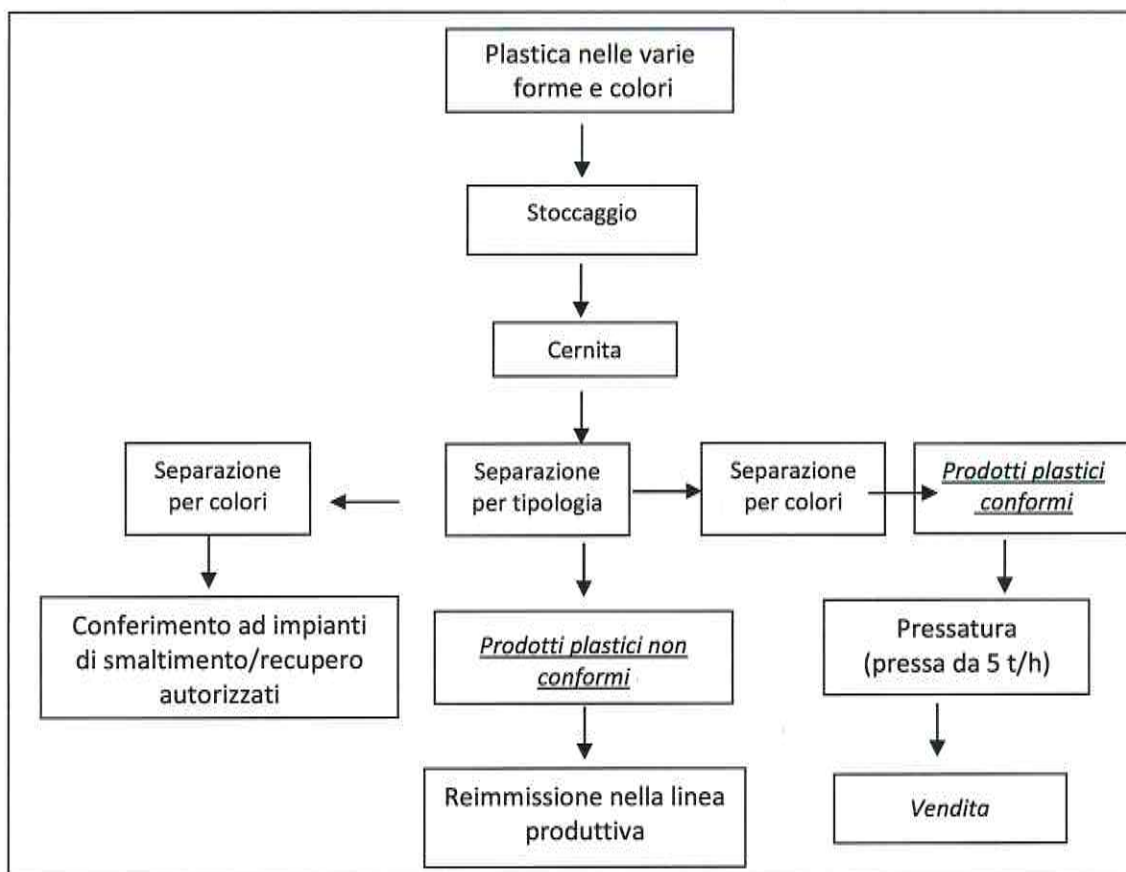 Plastica nelle varie
forme e colori
Stoccaggio
Cernita
Separazione
per colori
Separazione
per tipologia
Separazione
per colori
Prodotti plastici
conformi
Conferimento ad impianti
di smaltimento/recupero
autorizzati
Prodotti plastici non
conformi
Pressatura
(pressa da 5 t/h)
Reimmissione nella linea
produttiva
Vendita